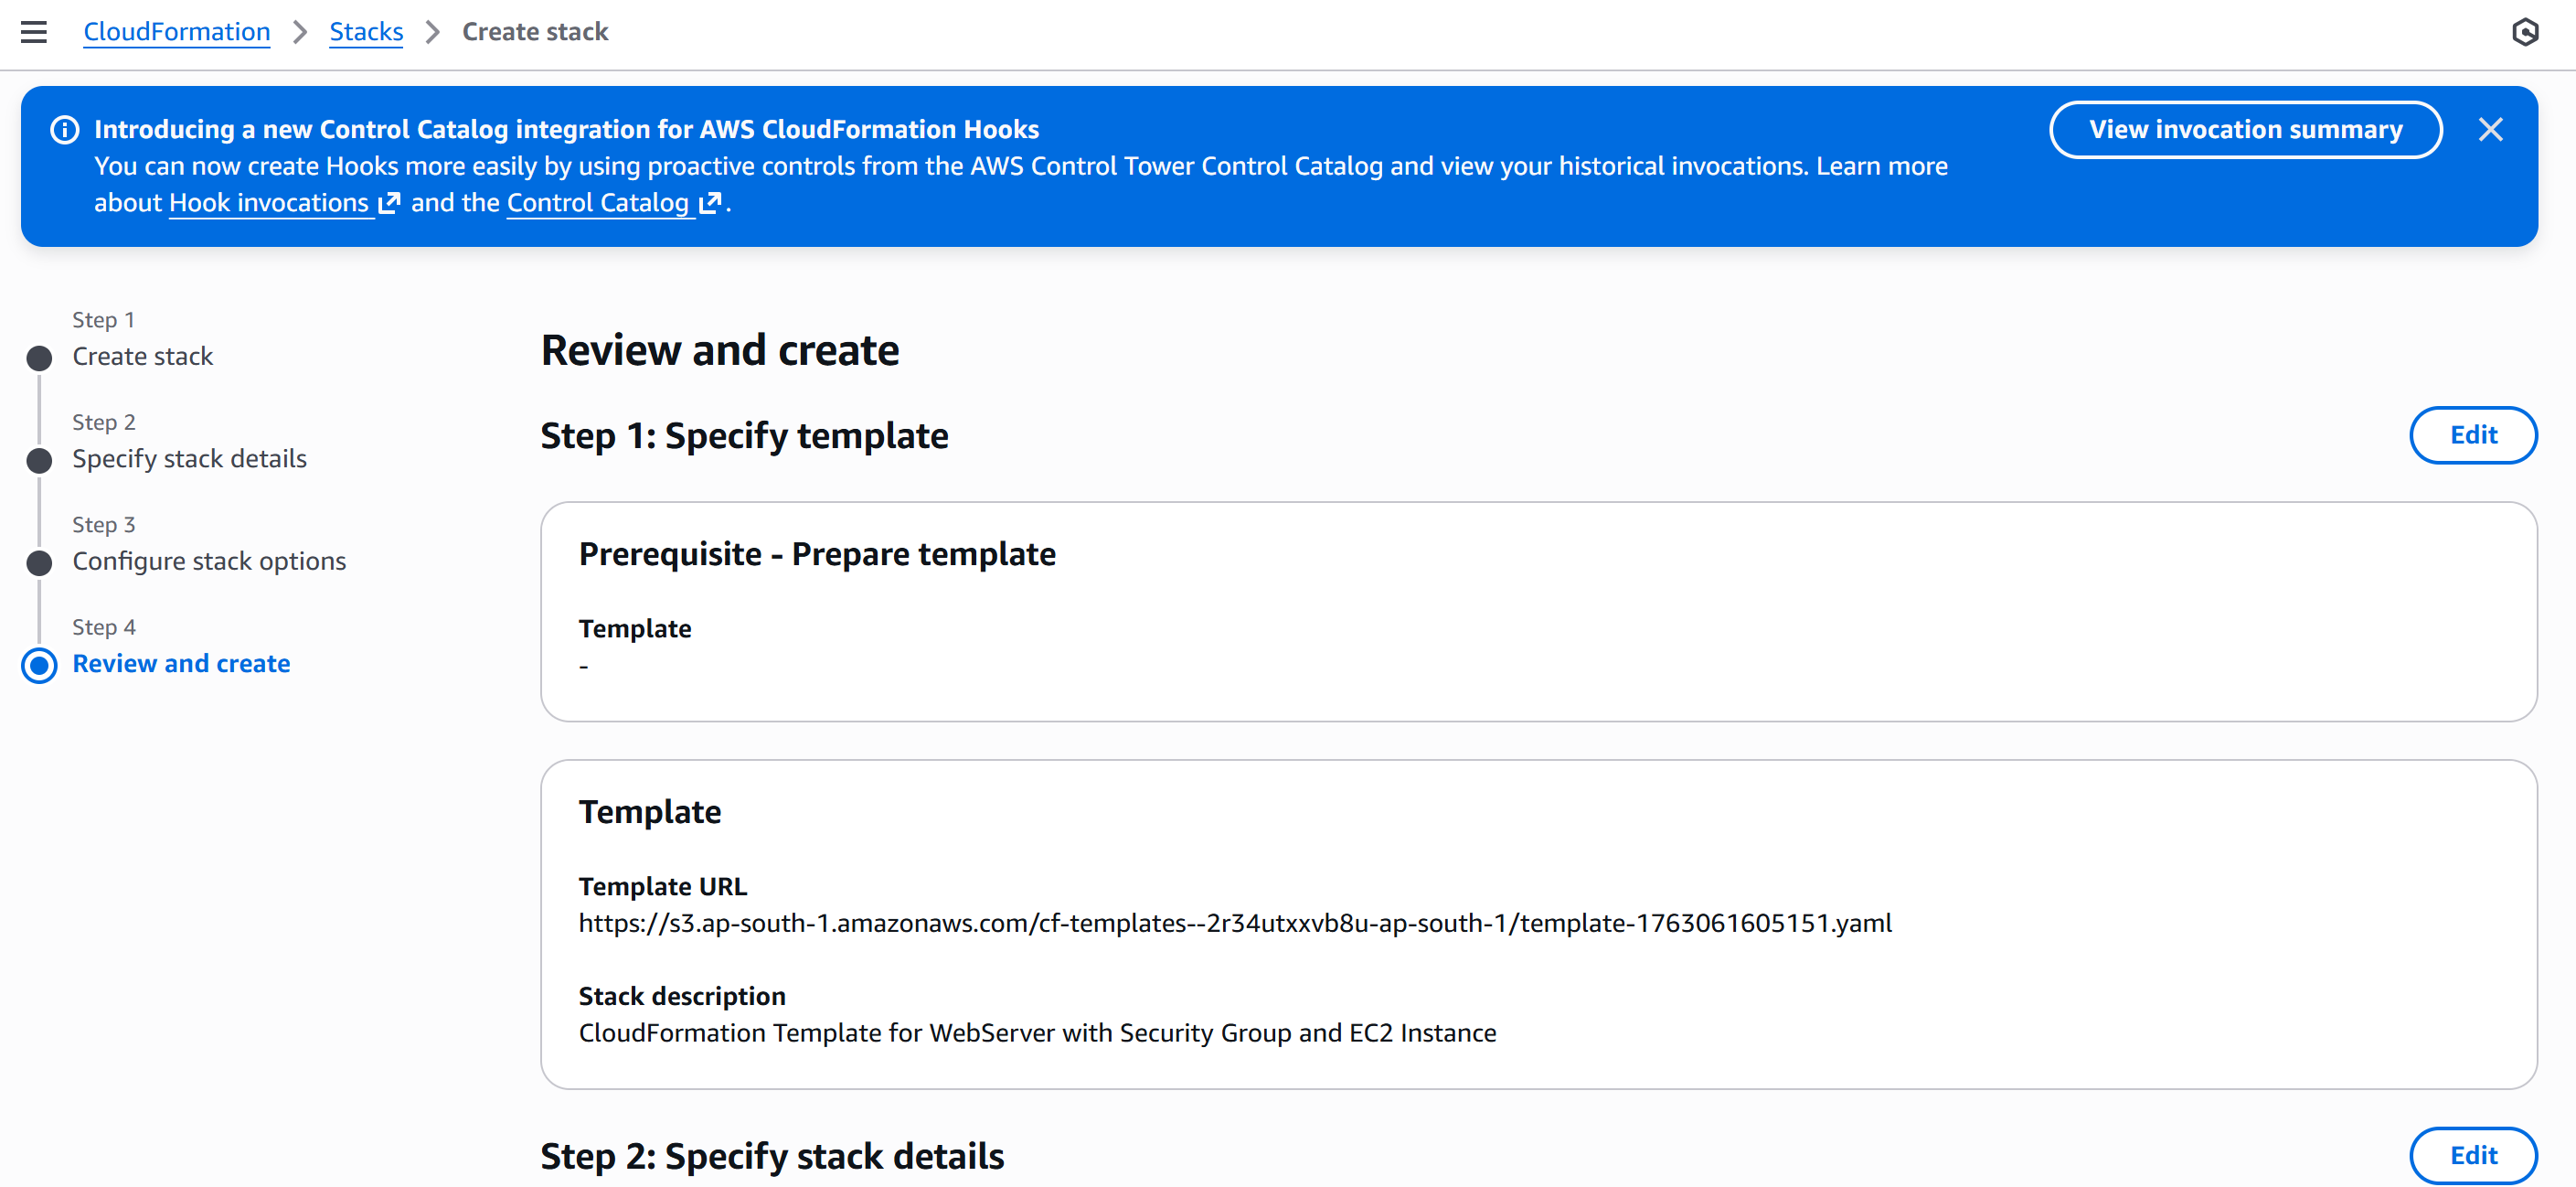 CloudFormation Stacks Create stack
Introducing a new Control Catalog integration for AWS CloudFormation Hooks
You can now create Hooks more easily by using proactive controls from the AWS Control Tower Control Catalog and view your historical invocations. Learn more
about Hook invocations and the Control Catalog .
View invocation summary
Step 1
Create stack
Step 2
Specify stack details
Step 3
Configure stack options
Step 4
Review and create
Review and create
Step 1: Specify template
Edit
Prerequisite - Prepare template
Template
-
Template
Template URL
https://s3.ap-south-1.amazonaws.com/cf-templates--2r34utxxvb8u-ap-south-1/template-1763061605151.yaml
Stack description
CloudFormation Template for WebServer with Security Group and EC2 Instance
Step 2: Specify stack details
Edit